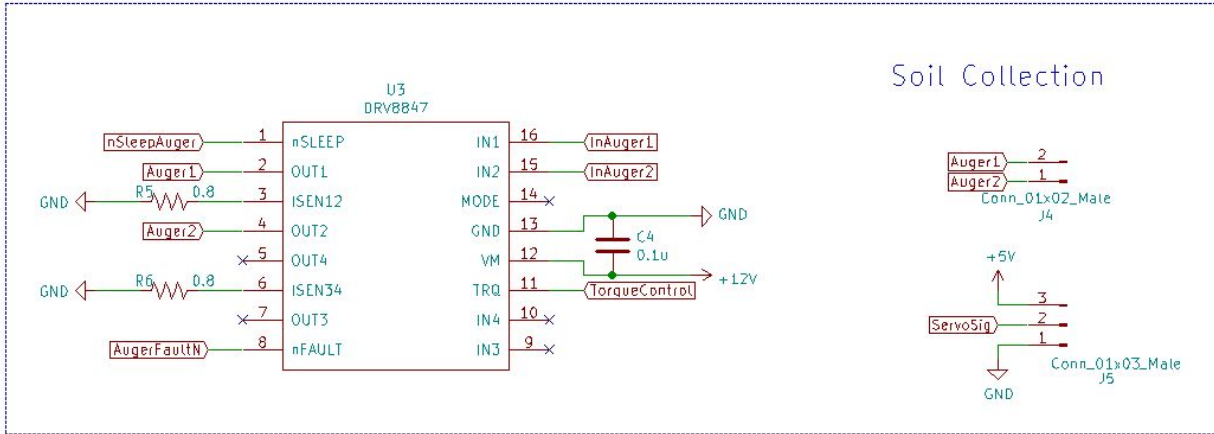 Soil Collection
U3
DRV8847
nSleepAuger 1 nSLEEP IN1 16 InAuger1
Auger1 2 OUT1 IN2 15 InAuger2
GND R5 0.8 3 ISEN12 MODE 14
Auger2 4 OUT2 GND 13 GND
C4
0.1u
5 OUT4 VM 12 +12V
GND R6 0.8 6 ISEN34 TRQ 11 TorqueControl
7 OUT3 IN4 10
AugerFaultN 8 nFAULT IN3 9
Auger1 2
Auger2 1
Conn_01x02_Male
J4
+5V
3
ServoSig 2
1
Conn_01x03_Male
J5
GND